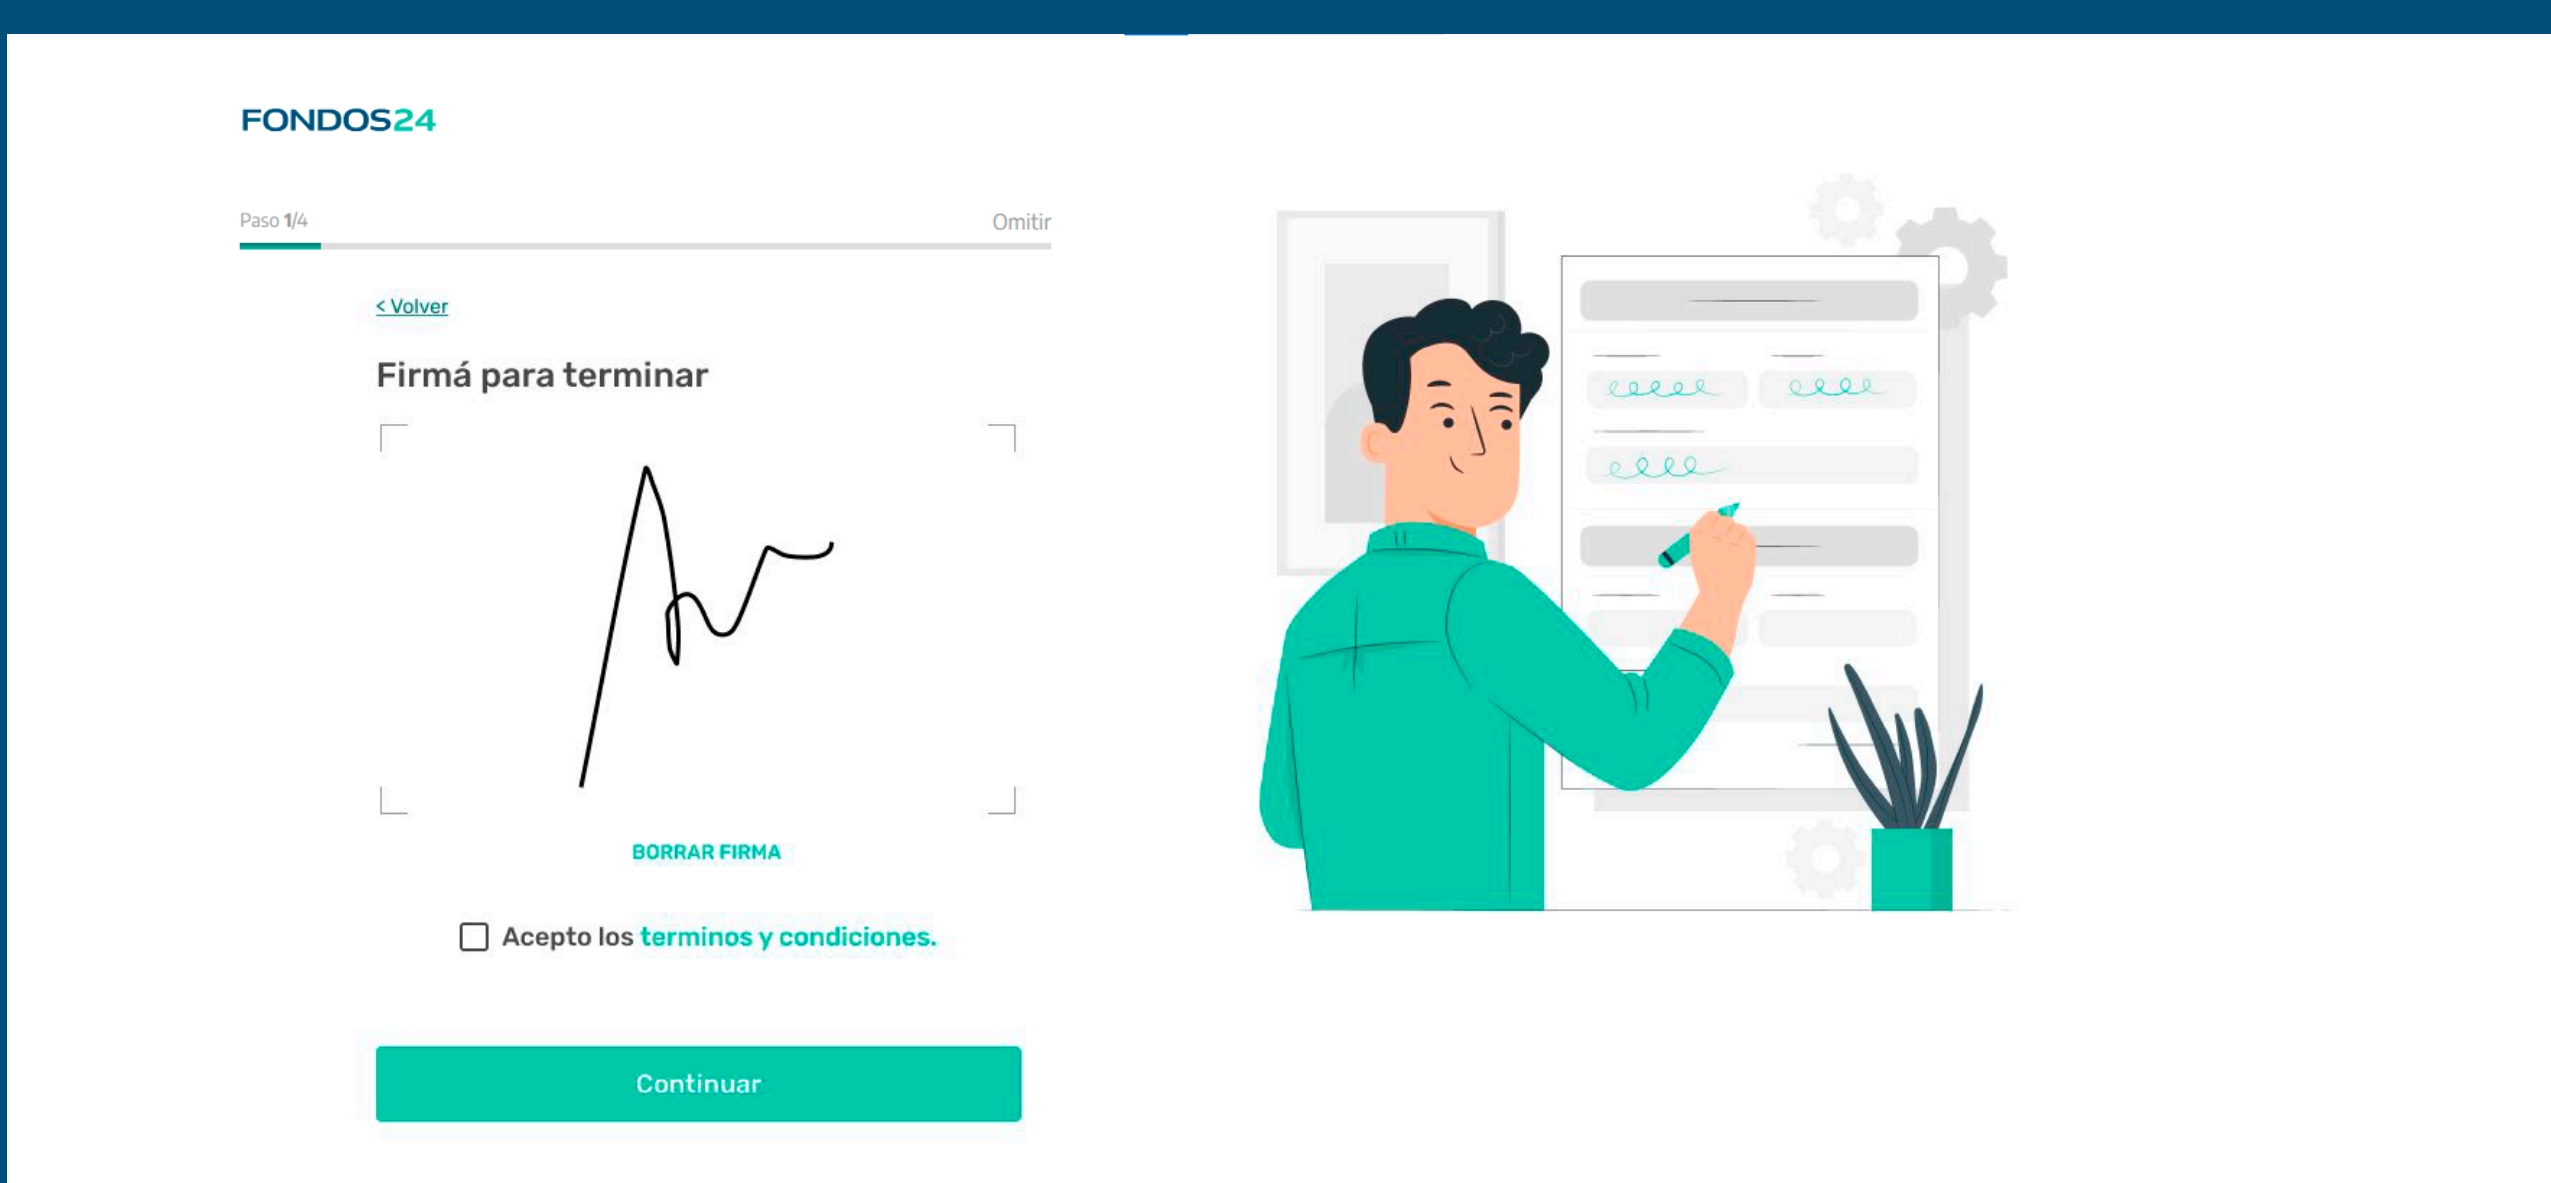 FONDOS24
Paso 1/4
Omitir
< Volver
Firmá para terminar
BORRAR FIRMA
Acepto los terminos y condiciones.
Continuar